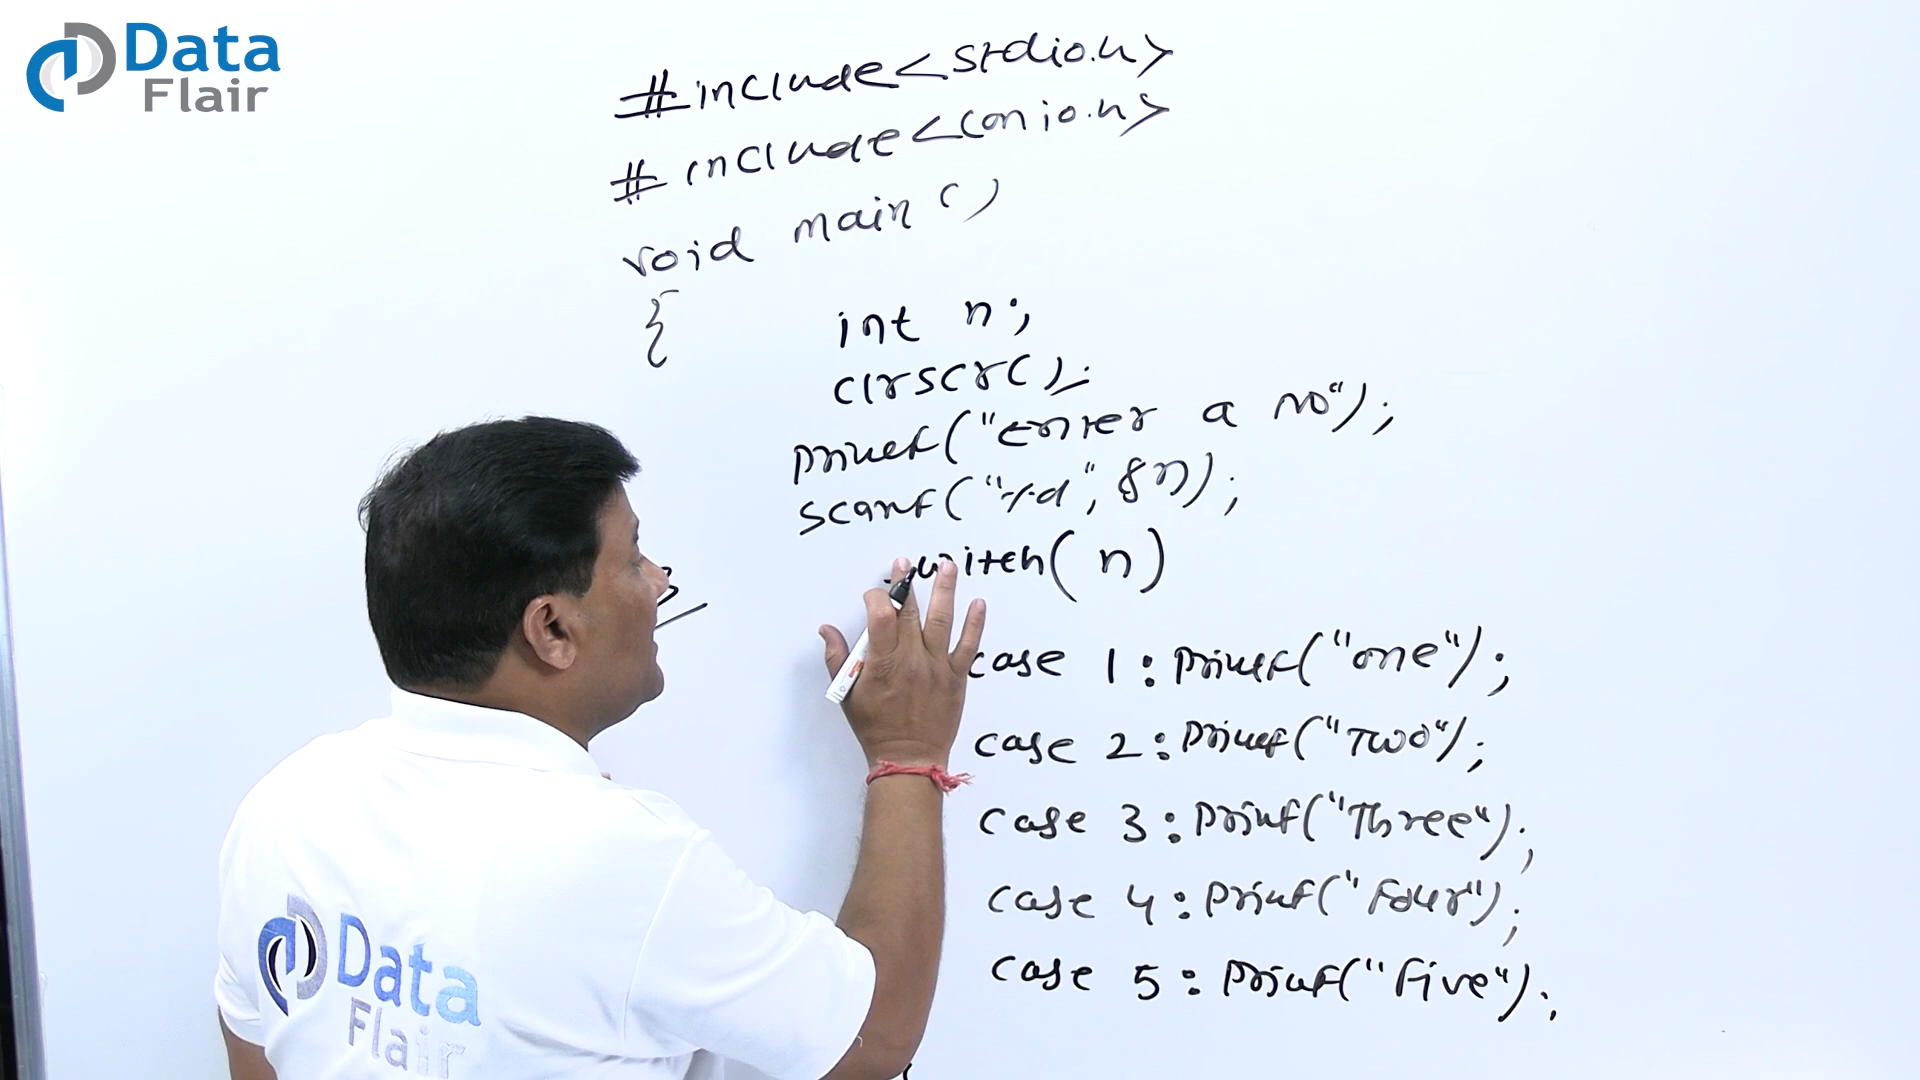 Data
Flair
#include<stdio.h>
#include<conio.h>
void main()
{
int n;
clrscr();
printf("Enter a no");
scanf("%d", &n);
switch(n)
3
case 1: printf("one");
case 2: printf("Two");
case 3: printf("Three");
case 4: printf("Four");
case 5: printf("Five");
Data
Flair